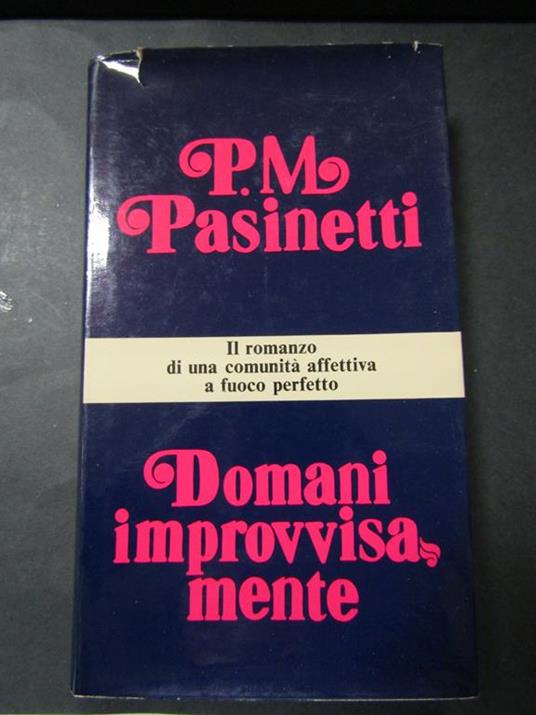 P.M
Pasinetti
Il romanzo
di una comunità affettiva
a fuoco perfetto
Domani
improvvisa
mente